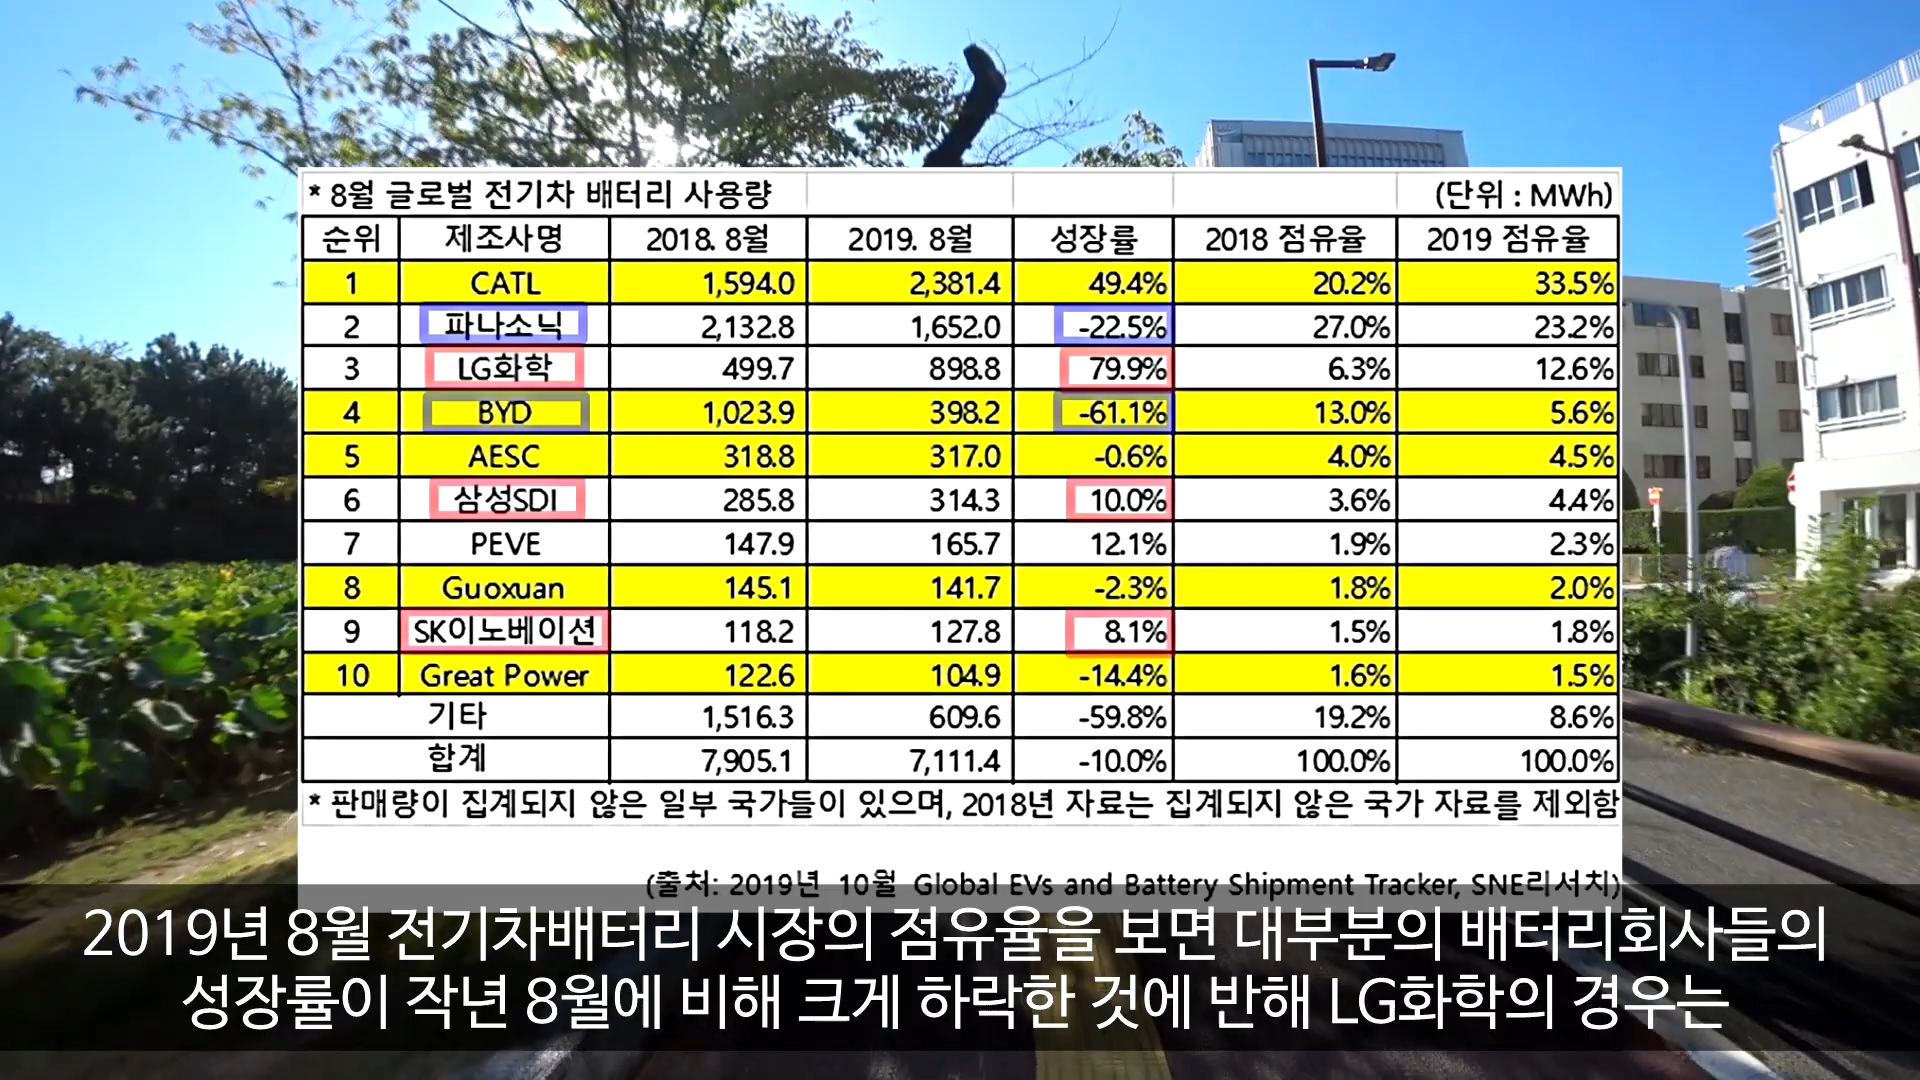 * 8월 글로벌 전기차 배터리 사용량 (단위 : MWh)
순위 제조사명 2018. 8월 2019. 8월 성장률 2018 점유율 2019 점유율
1 CATL 1,594.0 2,381.4 49.4% 20.2% 33.5%
2 파나소닉 2,132.8 1,652.0 -22.5% 27.0% 23.2%
3 LG화학 499.7 898.8 79.9% 6.3% 12.6%
4 BYD 1,023.9 398.2 -61.1% 13.0% 5.6%
5 AESC 318.8 317.0 -0.6% 4.0% 4.5%
6 삼성SDI 285.8 314.3 10.0% 3.6% 4.4%
7 PEVE 147.9 165.7 12.1% 1.9% 2.3%
8 Guoxuan 145.1 141.7 -2.3% 1.8% 2.0%
9 SK이노베이션 118.2 127.8 8.1% 1.5% 1.8%
10 Great Power 122.6 104.9 -14.4% 1.6% 1.5%
기타 1,516.3 609.6 -59.8% 19.2% 8.6%
합계 7,905.1 7,111.4 -10.0% 100.0% 100.0%
* 판매량이 집계되지 않은 일부 국가들이 있으며, 2018년 자료는 집계되지 않은 국가 자료를 제외함
(출처: 2019년 10월 Global EVs and Battery Shipment Tracker, SNE리서치)
2019년 8월 전기차배터리 시장의 점유율을 보면 대부분의 배터리회사들의
성장률이 작년 8월에 비해 크게 하락한 것에 반해 LG화학의 경우는